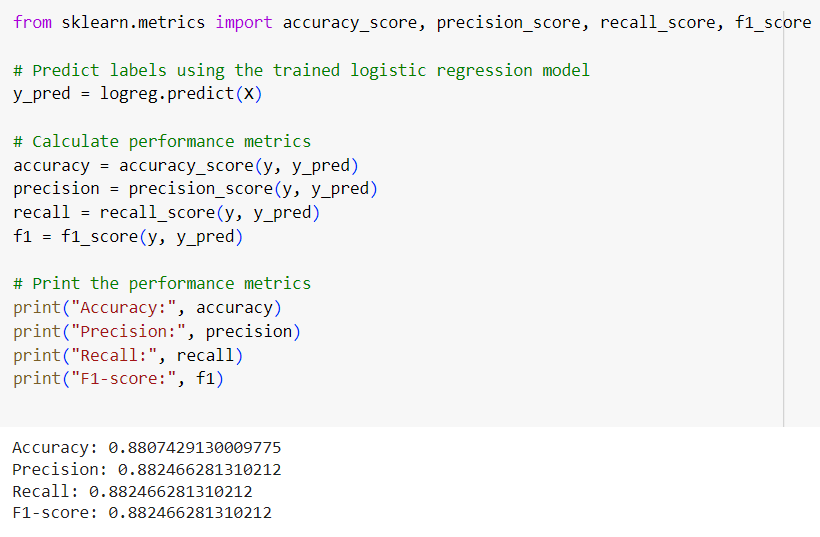 from sklearn.metrics import accuracy_score, precision_score, recall_score, f1_score
# Predict labels using the trained logistic regression model
y_pred = logreg.predict(X)
# Calculate performance metrics
accuracy = accuracy_score(y, y_pred)
precision = precision_score(y, y_pred)
recall = recall_score(y, y_pred)
f1 = f1_score(y, y_pred)
# Print the performance metrics
print("Accuracy:", accuracy)
print("Precision:", precision)
print("Recall:", recall)
print("F1-score:", f1)
Accuracy: 0.8807429130009775
Precision: 0.882466281310212
Recall: 0.882466281310212
F1-score: 0.882466281310212